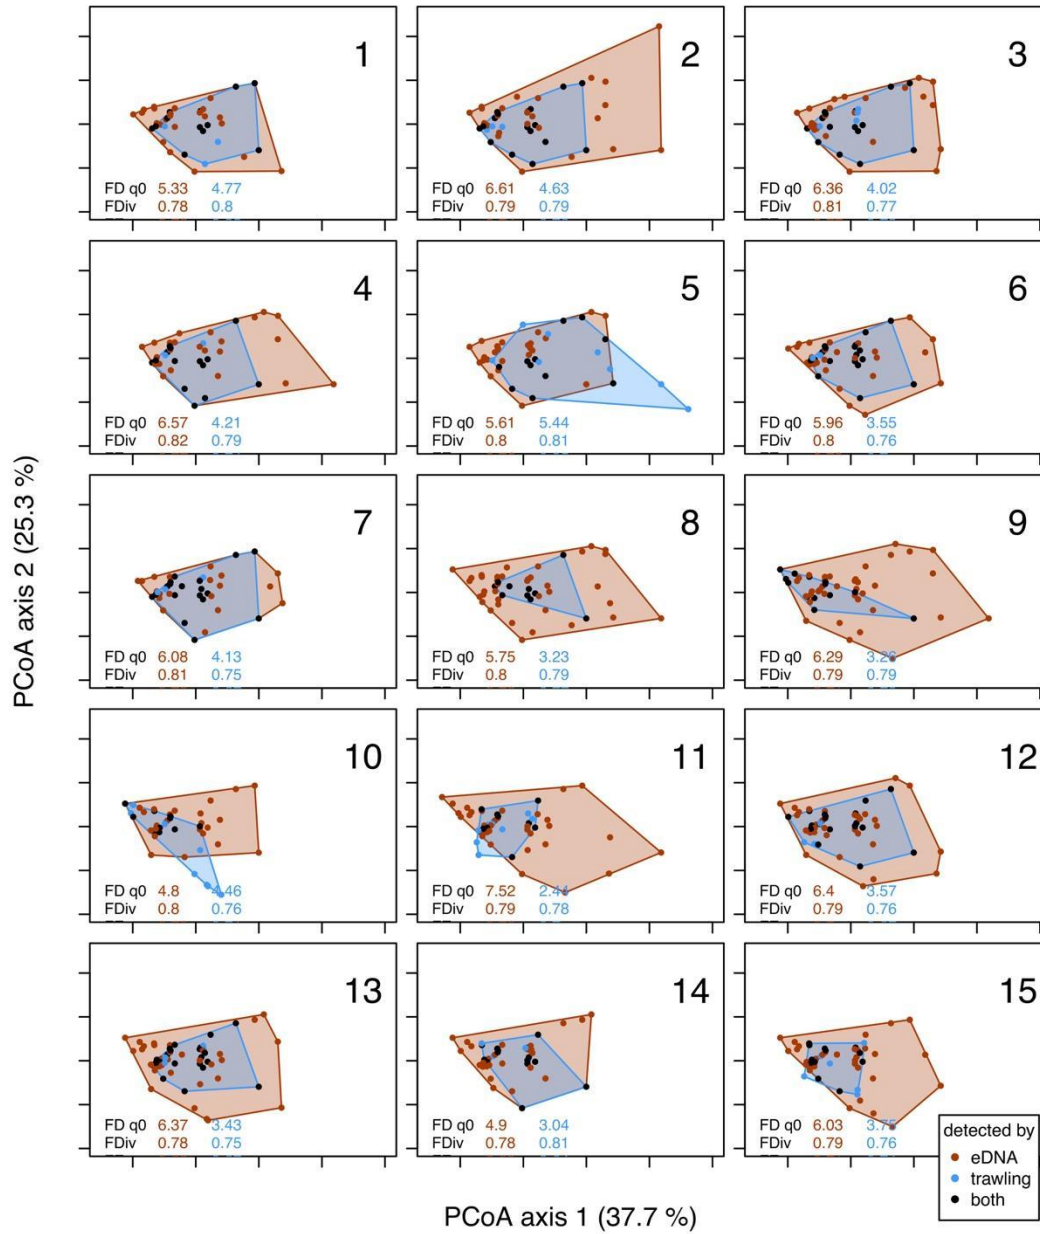 1
FD q0 5.33 4.77
FDiv 0.78 0.8
2
FD q0 6.61 4.63
FDiv 0.79 0.79
3
FD q0 6.36 4.02
FDiv 0.81 0.77
4
FD q0 6.57 4.21
FDiv 0.82 0.79
5
FD q0 5.61 5.44
FDiv 0.8 0.81
6
FD q0 5.96 3.55
FDiv 0.8 0.76
7
FD q0 6.08 4.13
FDiv 0.81 0.75
8
FD q0 5.75 3.23
FDiv 0.8 0.79
9
FD q0 6.29
FDiv 0.79 0.79
10
FD q0 4.8
FDiv 0.8 0.76
11
FD q0 7.52 2.44
FDiv 0.79 0.78
12
FD q0 6.4 3.57
FDiv 0.79 0.76
13
FD q0 6.37 3.43
FDiv 0.78 0.75
14
FD q0 4.9 3.04
FDiv 0.78 0.81
15
FD q0 6.03 3.75
FDiv 0.79 0.76
detected by
eDNA
trawling
both
PCoA axis 2 (25.3 %)
PCoA axis 1 (37.7 %)